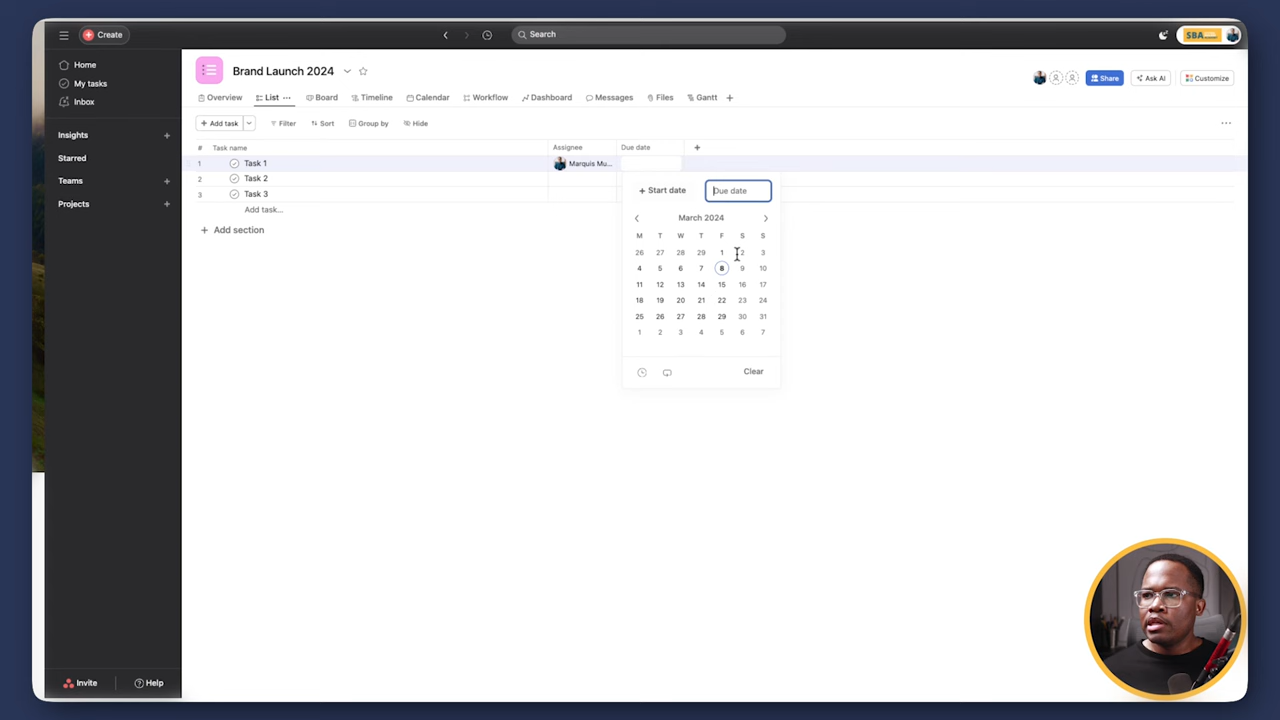 Create
Search
SBA
Home
My tasks
Inbox
Insights
Starred
Teams
Projects
Invite
Help
Brand Launch 2024
Share
Ask AI
Customize
Overview
List
Board
Timeline
Calendar
Workflow
Dashboard
Messages
Files
Gantt
Add task
Filter
Sort
Group by
Hide
# Task name Assignee Due date
1 Task 1 Marquis Mu...
2 Task 2
3 Task 3
Add task...
Add section
+ Start date Due date
March 2024
M T W T F S S
26 27 28 29 1 2 3
4 5 6 7 8 9 10
11 12 13 14 15 16 17
18 19 20 21 22 23 24
25 26 27 28 29 30 31
1 2 3 4 5 6 7
Clear